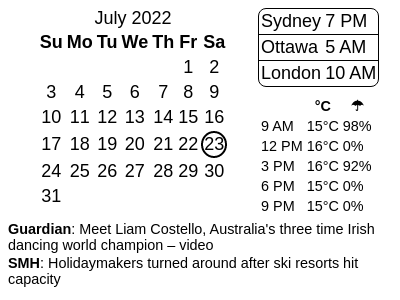 July 2022
Su Mo Tu We Th Fr Sa
1 2
3 4 5 6 7 8 9
10 11 12 13 14 15 16
17 18 19 20 21 22 23
24 25 26 27 28 29 30
31
Sydney 7 PM
Ottawa 5 AM
London 10 AM
°C ☂
9 AM 15°C 98%
12 PM 16°C 0%
3 PM 16°C 92%
6 PM 15°C 0%
9 PM 15°C 0%
Guardian: Meet Liam Costello, Australia's three time Irish
dancing world champion – video
SMH: Holidaymakers turned around after ski resorts hit
capacity